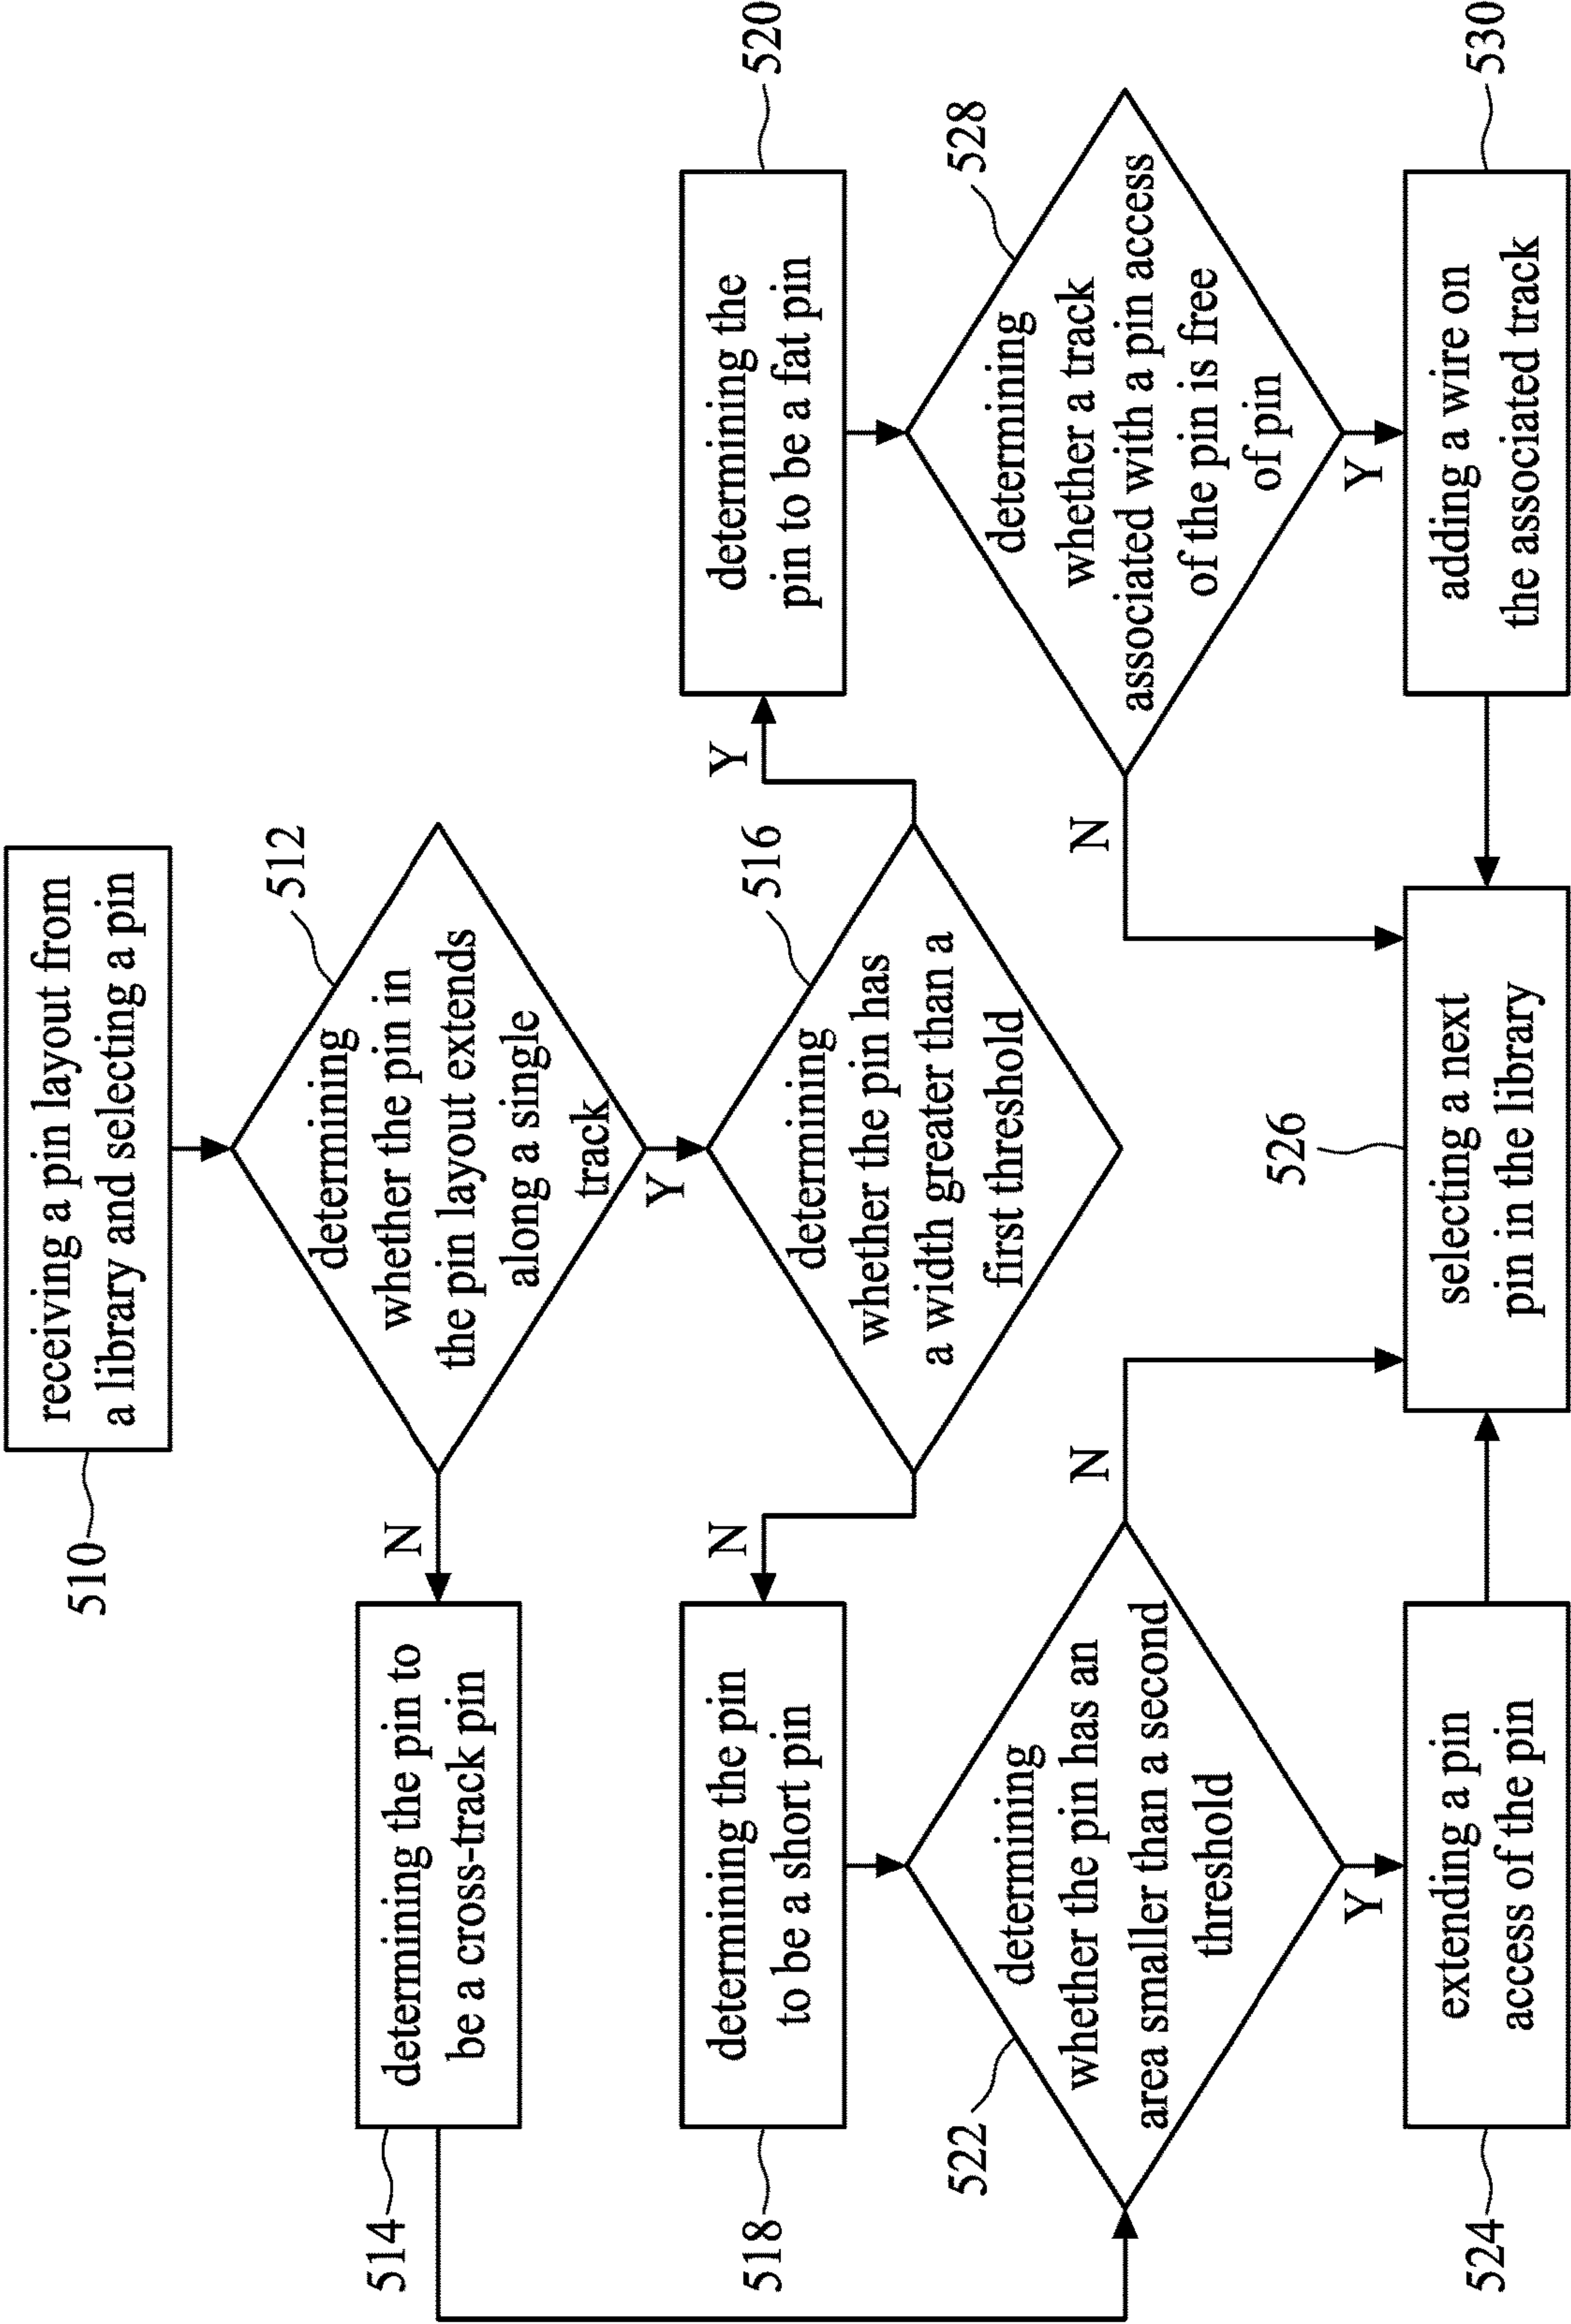 receiving a pin layout from
a library and selecting a pin
510
determining
whether the pin in
the pin layout extends
along a single
track
512
N
Y
determining the pin to
be a cross-track pin
514
determining
whether the pin has
a width greater than a
first threshold
516
N
Y
determining the pin
to be a short pin
518
determining the
pin to be a fat pin
520
determining
whether the pin has an
area smaller than a second
threshold
522
N
Y
determining
whether a track
associated with a pin access
of the pin is free
of pin
528
N
Y
extending a pin
access of the pin
524
selecting a next
pin in the library
526
adding a wire on
the associated track
530